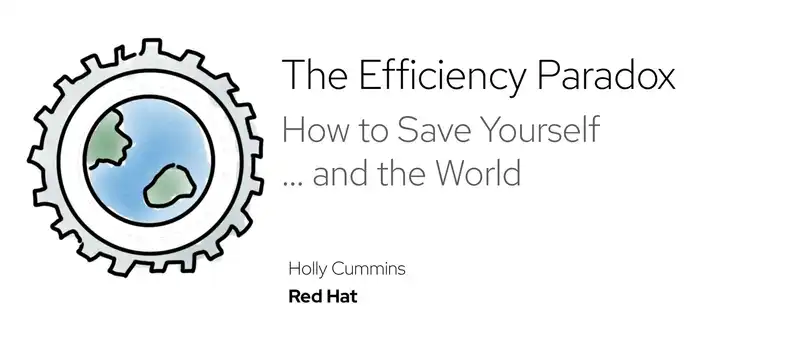 The Efficiency Paradox
How to Save Yourself
... and the World
Holly Cummins
Red Hat